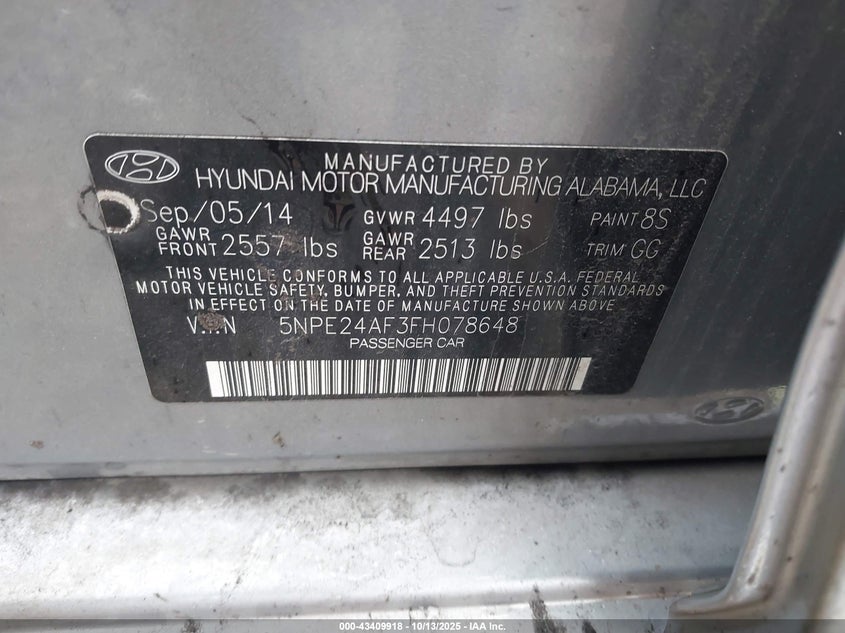 MANUFACTURED BY
HYUNDAI MOTOR MANUFACTURING ALABAMA, LLC
Sep/05/14 GVWR 4497 lbs PAINT 8S
GAWR FRONT 2557 lbs GAWR REAR 2513 lbs TRIM GG
THIS VEHICLE CONFORMS TO ALL APPLICABLE U.S.A. FEDERAL
MOTOR VEHICLE SAFETY, BUMPER, AND THEFT PREVENTION STANDARDS
IN EFFECT ON THE DATE OF MANUFACTURE SHOWN ABOVE
V.I.N 5NPE24AF3FH078648
PASSENGER CAR
000-43409918 - 10/13/2025 - IAA Inc.